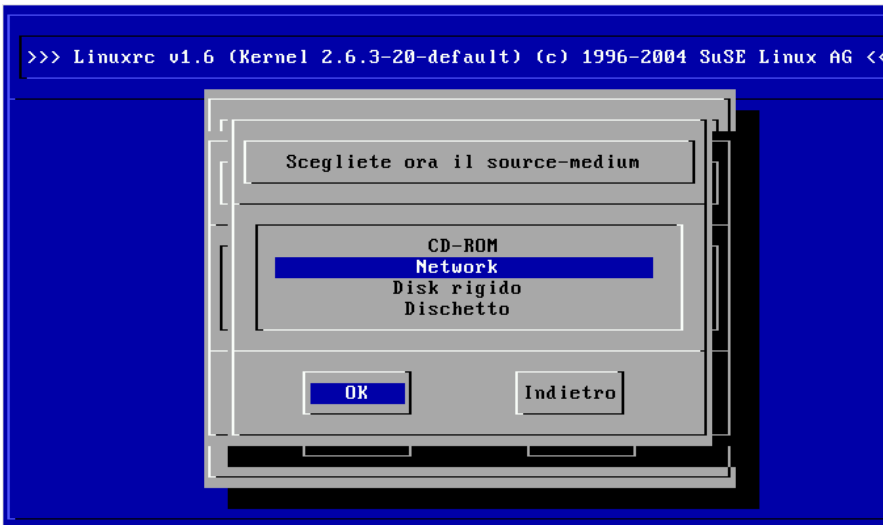 >>> Linuxrc v1.6 (Kernel 2.6.3-20-default) (c) 1996-2004 SuSE Linux AG <<
Scegliete ora il source-medium
CD-ROM
Network
Disk rigido
Dischetto
OK Indietro